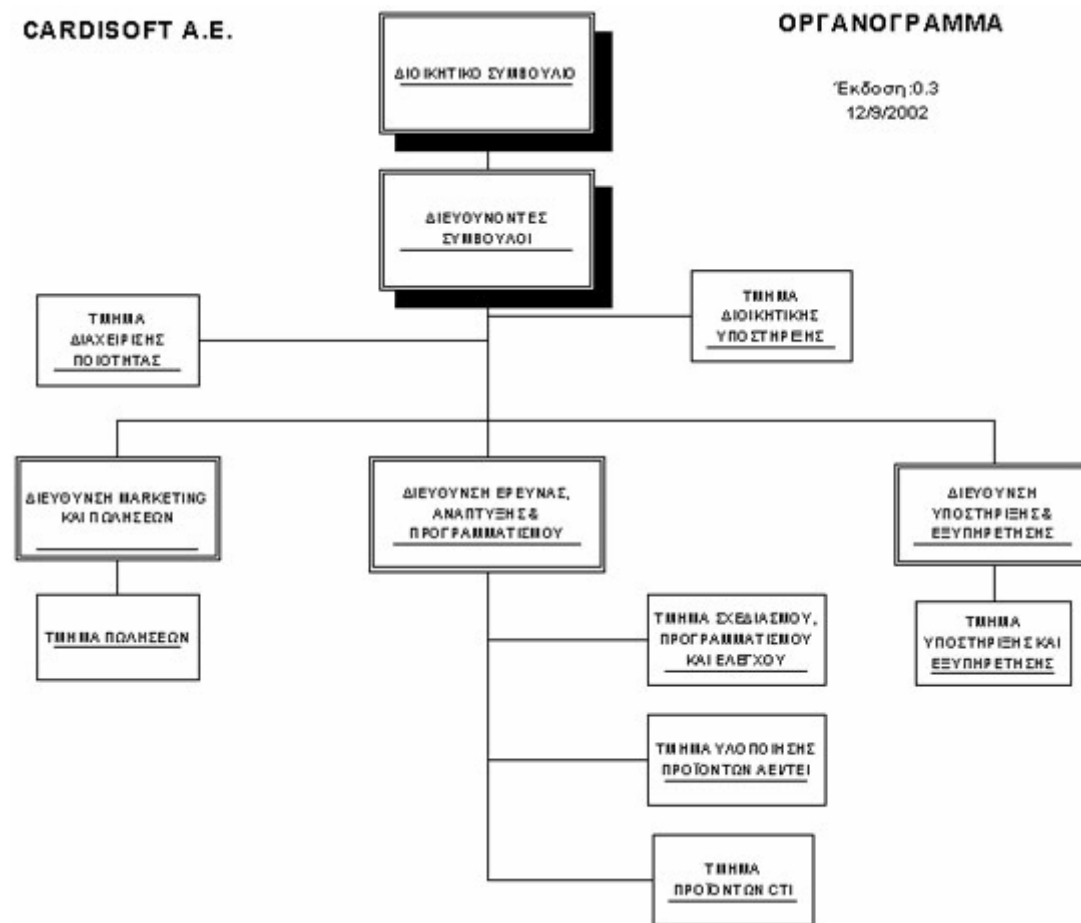 CARDISOFT A.E.
ΟΡΓΑΝΟΓΡΑΜΜΑ
Έκδοση:0.3
12/9/2002
ΔΙΟΙΚΗΤΙΚΟ ΣΥΜΒΟΥΛΙΟ
ΔΙΕΥΘΥΝΟΝΤΕΣ
ΣΥΜΒΟΥΛΟΙ
ΤΜΗΜΑ
ΔΙΑΧΕΙΡΙΣΗΣ
ΠΟΙΟΤΗΤΑΣ
ΤΜΗΜΑ
ΔΙΟΙΚΗΤΙΚΗΣ
ΥΠΟΣΤΗΡΙΞΗΣ
ΔΙΕΥΘΥΝΣΗ MARKETING
ΚΑΙ ΠΩΛΗΣΕΩΝ
ΔΙΕΥΘΥΝΣΗ ΕΡΕΥΝΑΣ,
ΑΝΑΠΤΥΞΗΣ &
ΠΡΟΓΡΑΜΜΑΤΙΣΜΟΥ
ΔΙΕΥΘΥΝΣΗ
ΥΠΟΣΤΗΡΙΞΗΣ &
ΕΞΥΠΗΡΕΤΗΣΗΣ
ΤΜΗΜΑ ΠΩΛΗΣΕΩΝ
ΤΜΗΜΑ ΣΧΕΔΙΑΣΜΟΥ,
ΠΡΟΓΡΑΜΜΑΤΙΣΜΟΥ
ΚΑΙ ΕΛΕΓΧΟΥ
ΤΜΗΜΑ
ΥΠΟΣΤΗΡΙΞΗΣ ΚΑΙ
ΕΞΥΠΗΡΕΤΗΣΗΣ
ΤΜΗΜΑ ΥΛΟΠΟΙΗΣΗΣ
ΠΡΟΪΟΝΤΩΝ ΑΕΙ/ΤΕΙ
ΤΜΗΜΑ
ΠΡΟΪΟΝΤΩΝ CTI